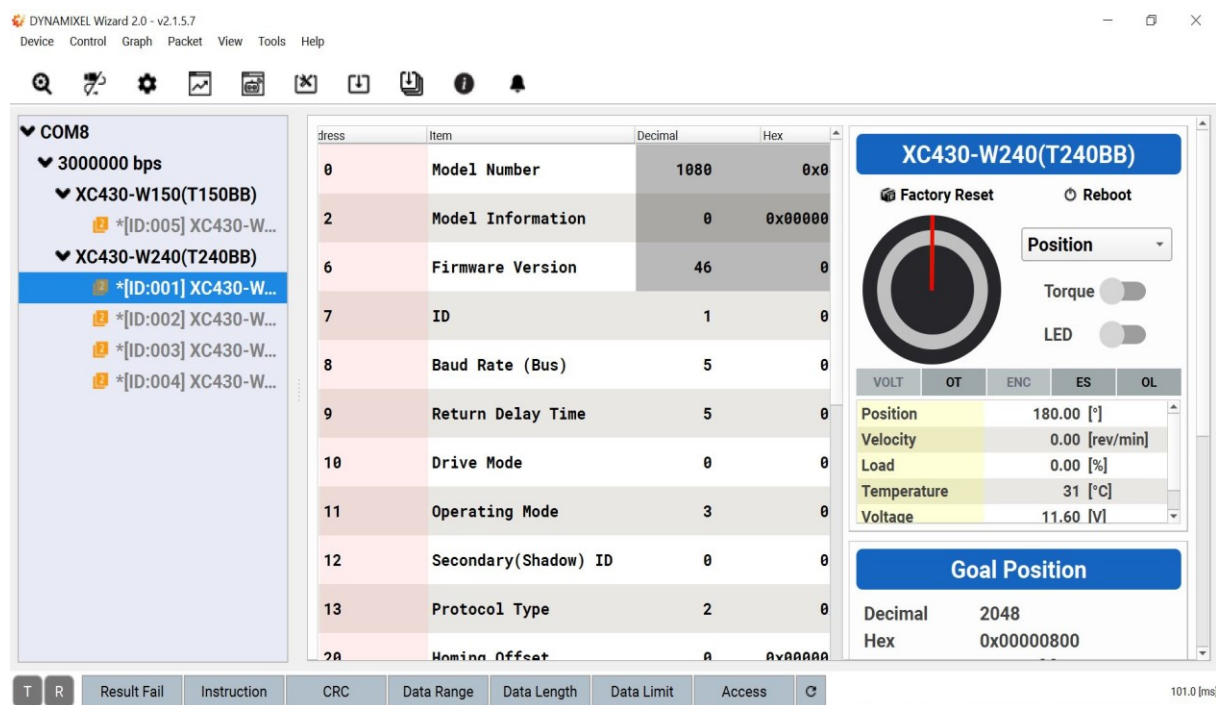 DYNAMIXEL Wizard 2.0 - v2.1.5.7
Device Control Graph Packet View Tools Help
COM8
3000000 bps
XC430-W150(T150BB)
*[ID:005] XC430-W...
XC430-W240(T240BB)
*[ID:001] XC430-W...
*[ID:002] XC430-W...
*[ID:003] XC430-W...
*[ID:004] XC430-W...
dress Item Decimal Hex
0 Model Number 1080 0x0
2 Model Information 0 0x00000
6 Firmware Version 46 0
7 ID 1 0
8 Baud Rate (Bus) 5 0
9 Return Delay Time 5 0
10 Drive Mode 0 0
11 Operating Mode 3 0
12 Secondary(Shadow) ID 0 0
13 Protocol Type 2 0
20 Homing Offset 0 0x00000
XC430-W240(T240BB)
Factory Reset Reboot
Position
Torque
LED
VOLT OT ENC ES OL
Position 180.00 [°]
Velocity 0.00 [rev/min]
Load 0.00 [%]
Temperature 31 [°C]
Voltage 11.60 [V]
Goal Position
Decimal 2048
Hex 0x00000800
T R Result Fail Instruction CRC Data Range Data Length Data Limit Access 101.0 [ms